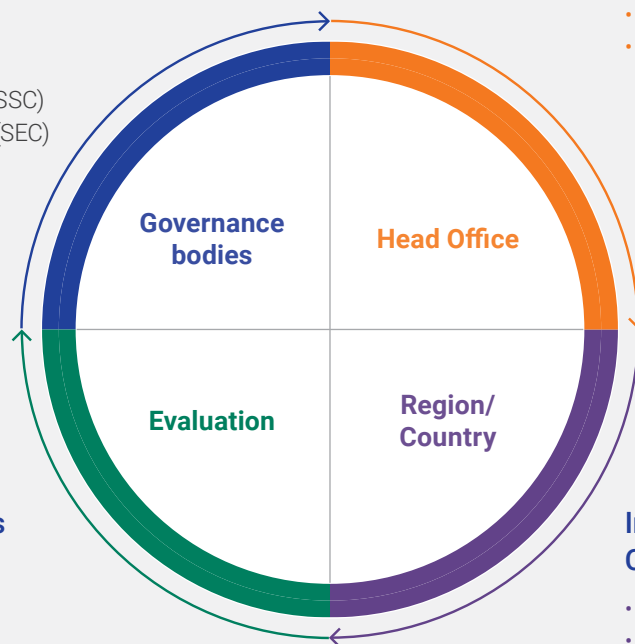 SSC)
(SEC)
Governance
bodies
Head Office
Evaluation
Region/
Country
s